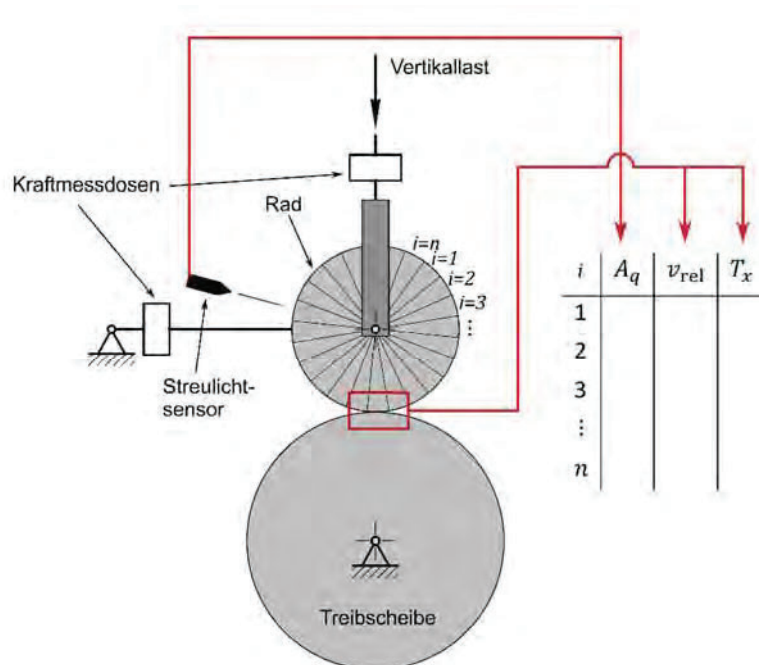 Vertikallast
Kraftmessdosen
Rad
i=n
i=1
i=2
i=3
⋮
Streulicht-
sensor
Treibscheibe
i A_q v_rel T_x
1
2
3
⋮
n